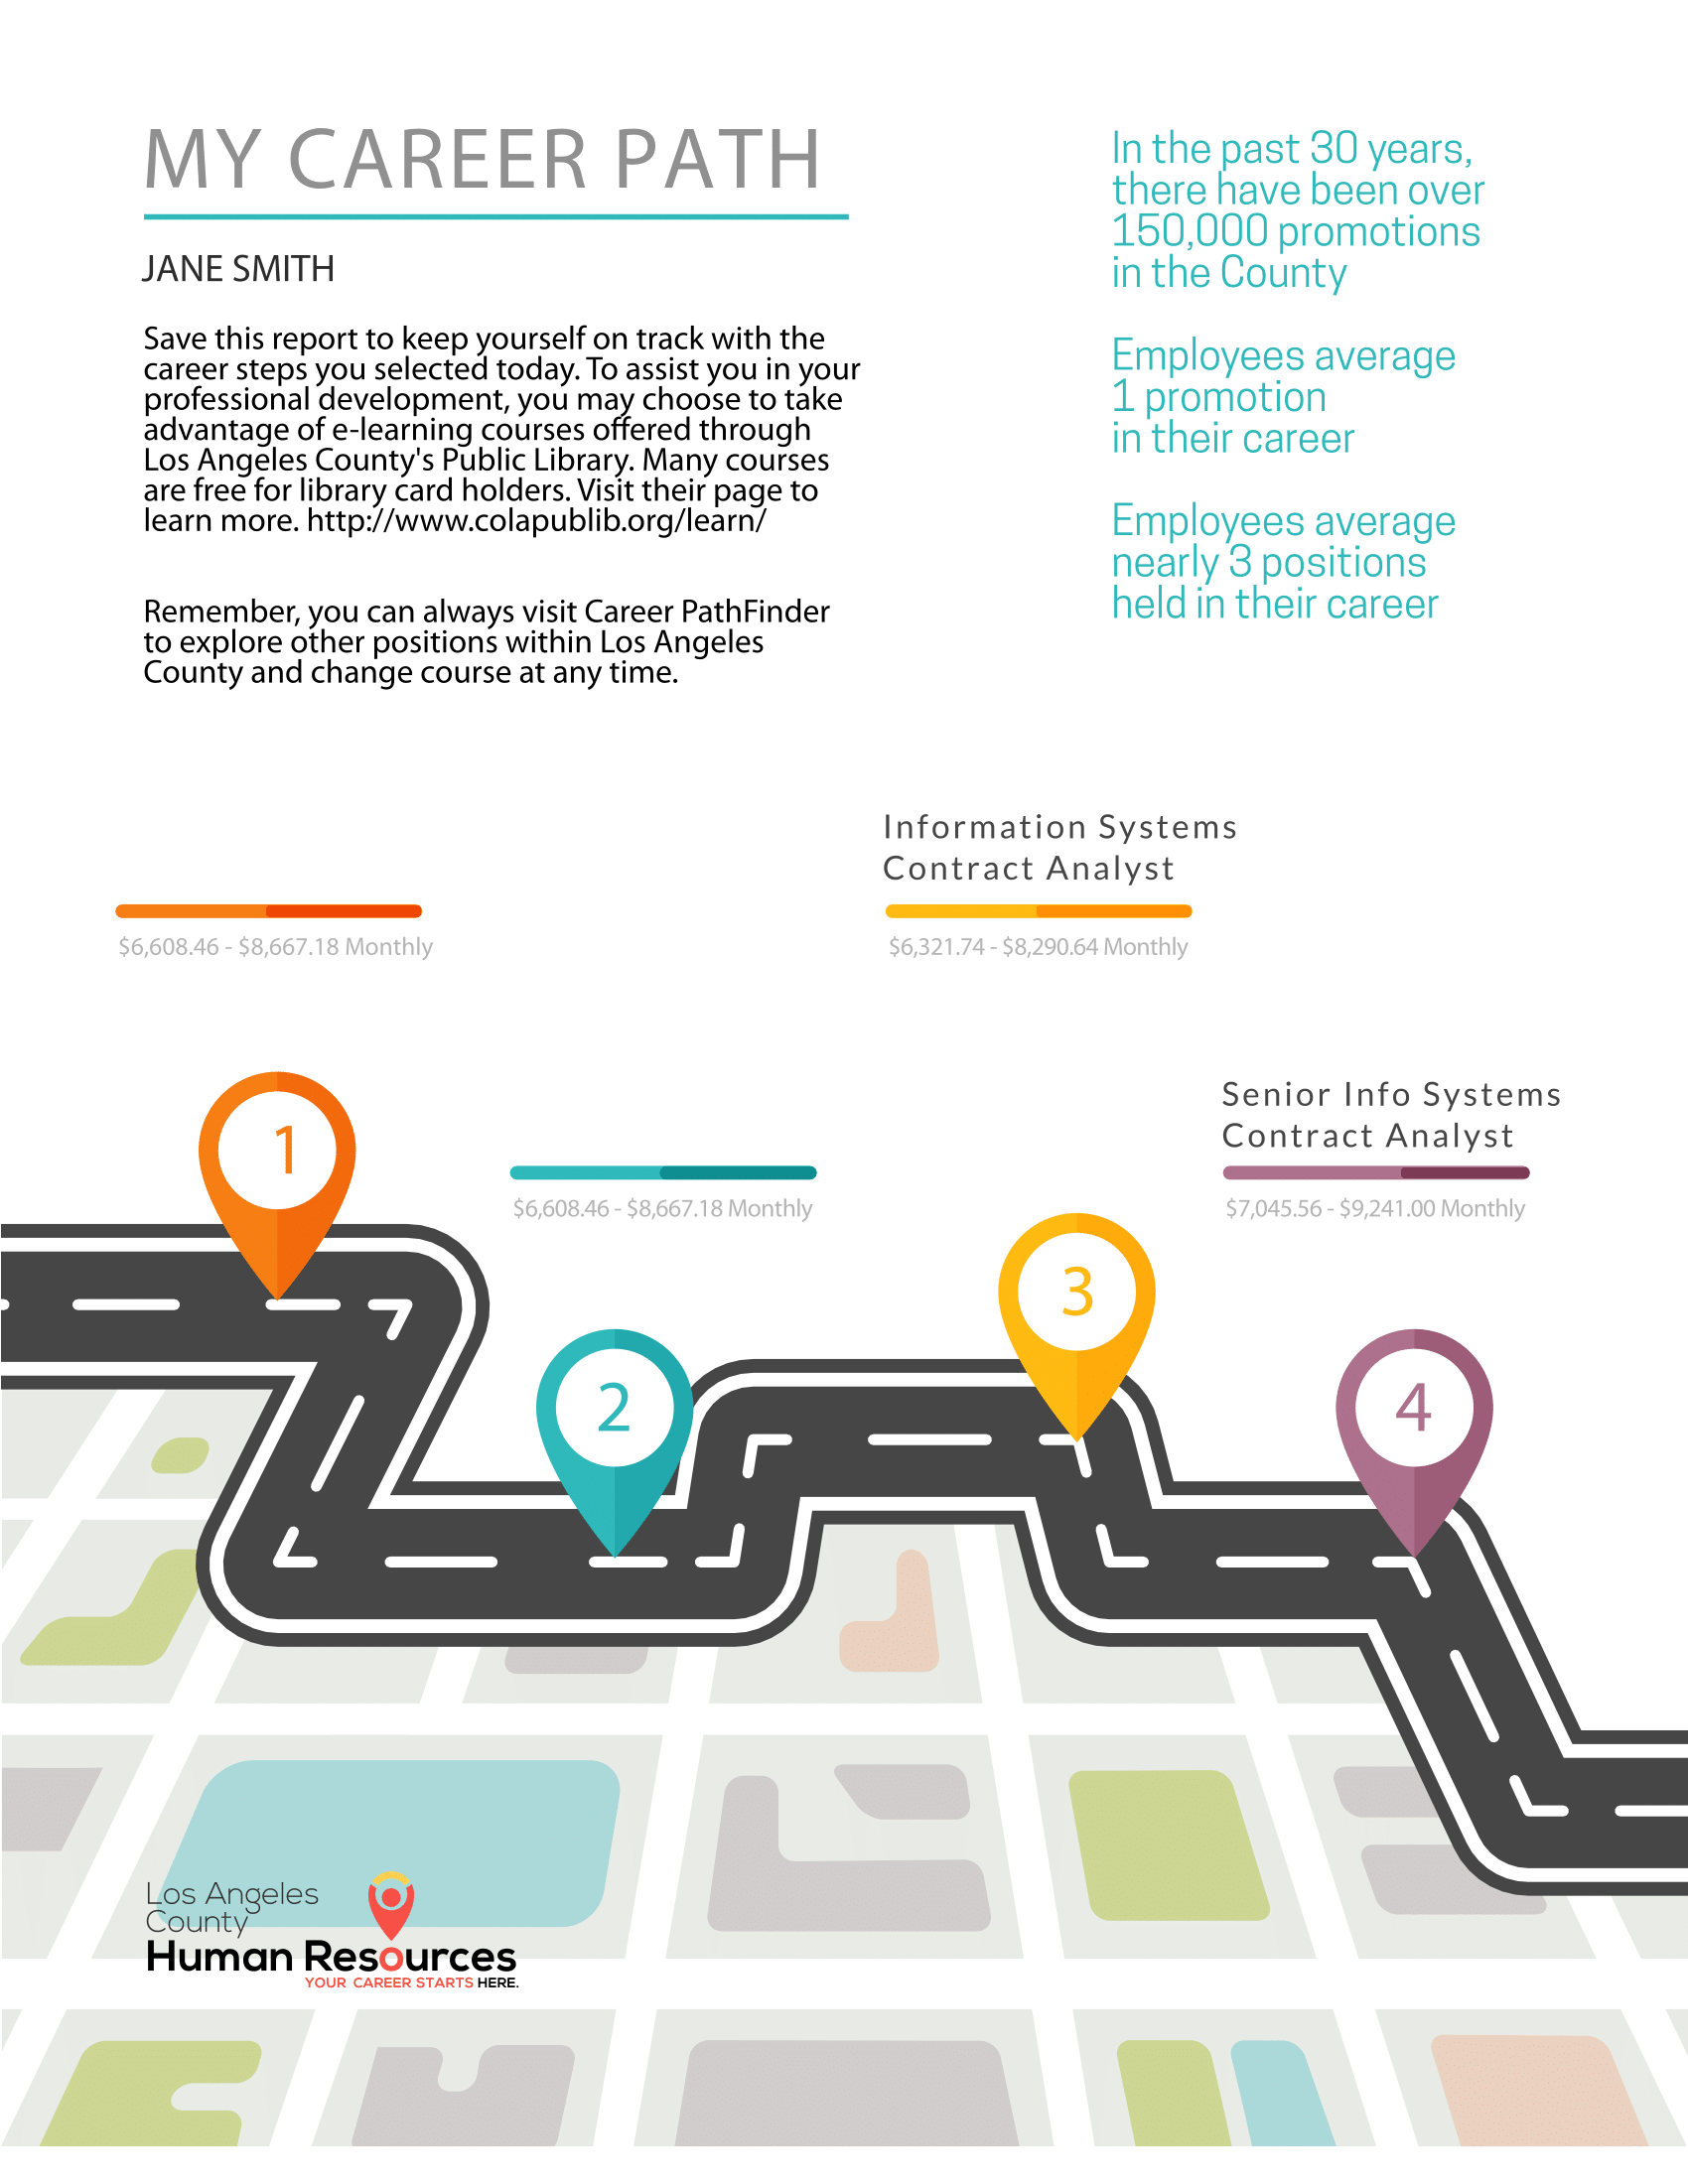 MY CAREER PATH
JANE SMITH
Save this report to keep yourself on track with the
career steps you selected today. To assist you in your
professional development, you may choose to take
advantage of e-learning courses offered through
Los Angeles County's Public Library. Many courses
are free for library card holders. Visit their page to
learn more. http://www.colapublib.org/learn/
Remember, you can always visit Career PathFinder
to explore other positions within Los Angeles
County and change course at any time.
In the past 30 years,
there have been over
150,000 promotions
in the County
Employees average
1 promotion
in their career
Employees average
nearly 3 positions
held in their career
$6,608.46 - $8,667.18 Monthly
Information Systems
Contract Analyst
$6,321.74 - $8,290.64 Monthly
1
$6,608.46 - $8,667.18 Monthly
Senior Info Systems
Contract Analyst
$7,045.56 - $9,241.00 Monthly
2
3
4
Los Angeles
County
Human Resources
YOUR CAREER STARTS HERE.